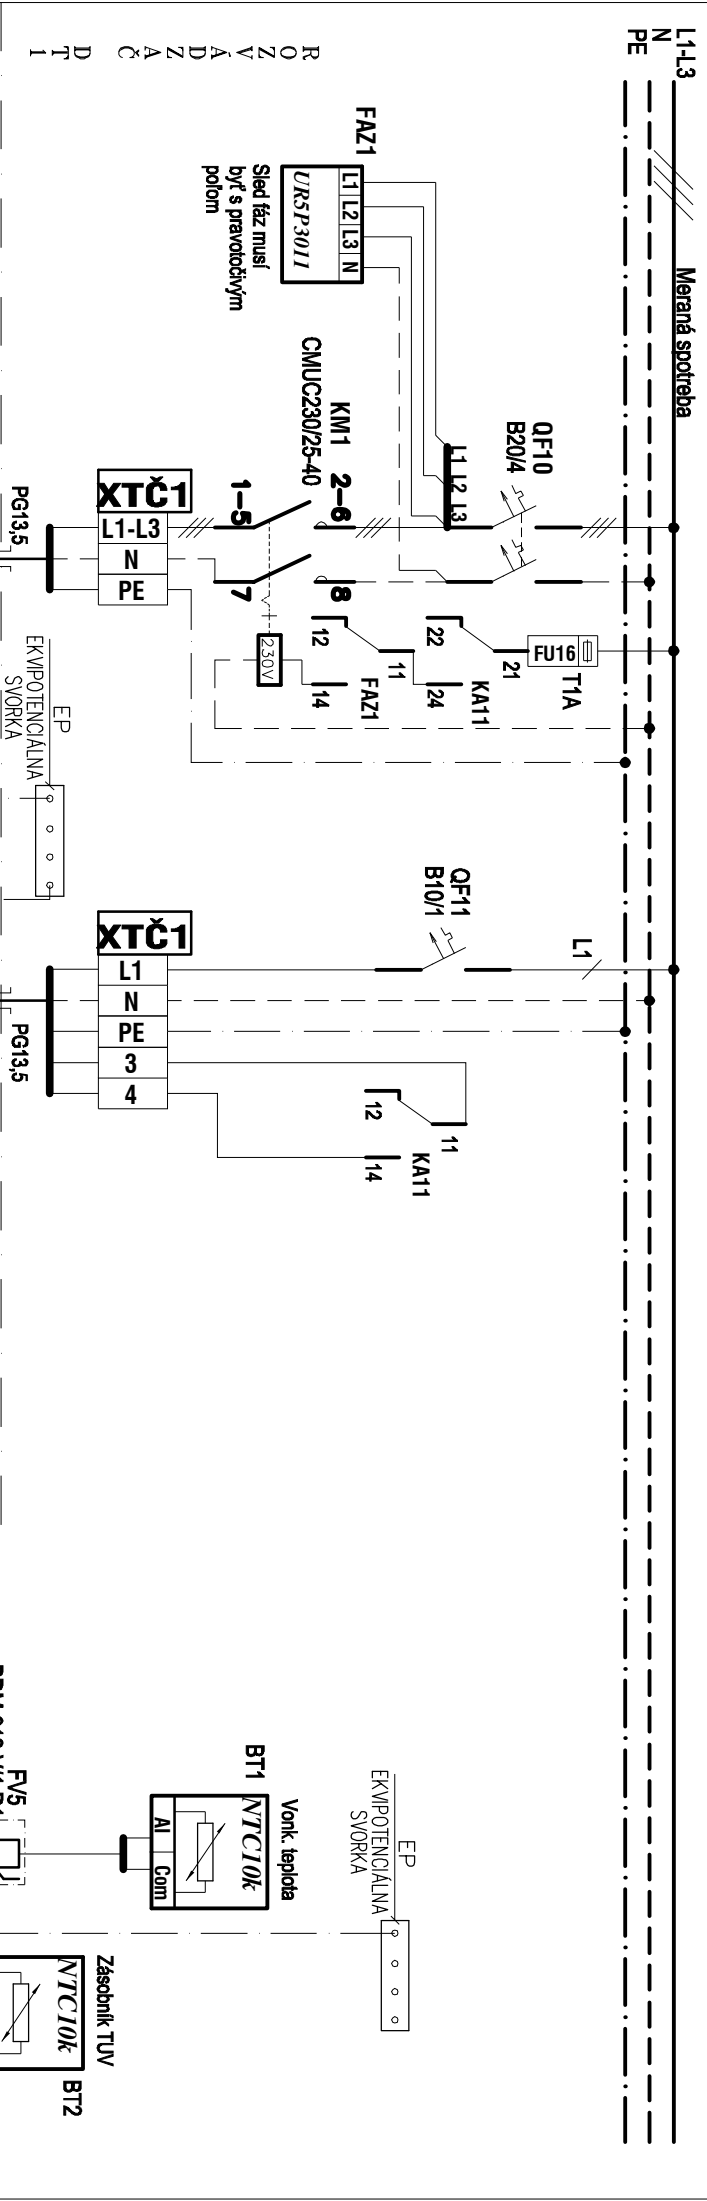 L1-L3
N
PE
Meraná spotreba
ROZVÁDZAČ DT1
FAZ1
L1 L2 L3 N
UR5P3011
Sled fáz musí
byť s pravotočivým
poľom
QF10
B20/4
L1 L2 L3
KM1
CMUC230/25-40
2-6
8
1-5
7
230V
XTČ1
L1-L3
N
PE
PG13,5
FU16
T1A
21
22
24
KA11
11
12
14
FAZ1
EP
EKVIPOTENCIÁLNA
SVORKA
L1
QF11
B10/1
XTČ1
L1
N
PE
3
4
PG13,5
11
12
14
KA11
EP
EKVIPOTENCIÁLNA
SVORKA
BT1
Vonk. teplota
NTC10k
AI Com
FV5
Zásobník TUV
NTC10k
BT2